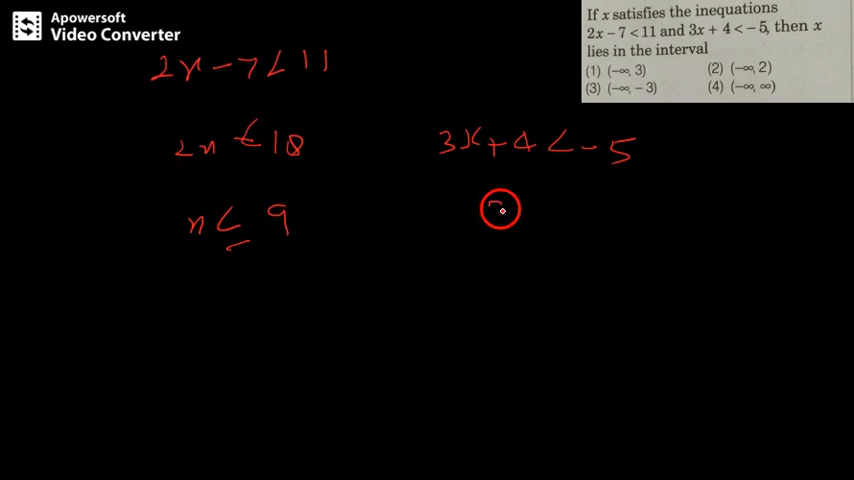 Apowersoft
Video Converter
If x satisfies the inequations
2x − 7 < 11 and 3x + 4 < − 5, then x
lies in the interval
(1) (−∞, 3) (2) (−∞, 2)
(3) (−∞, − 3) (4) (−∞, ∞)
2x − 7 < 11
2x < 18
x < 9
3x + 4 < − 5